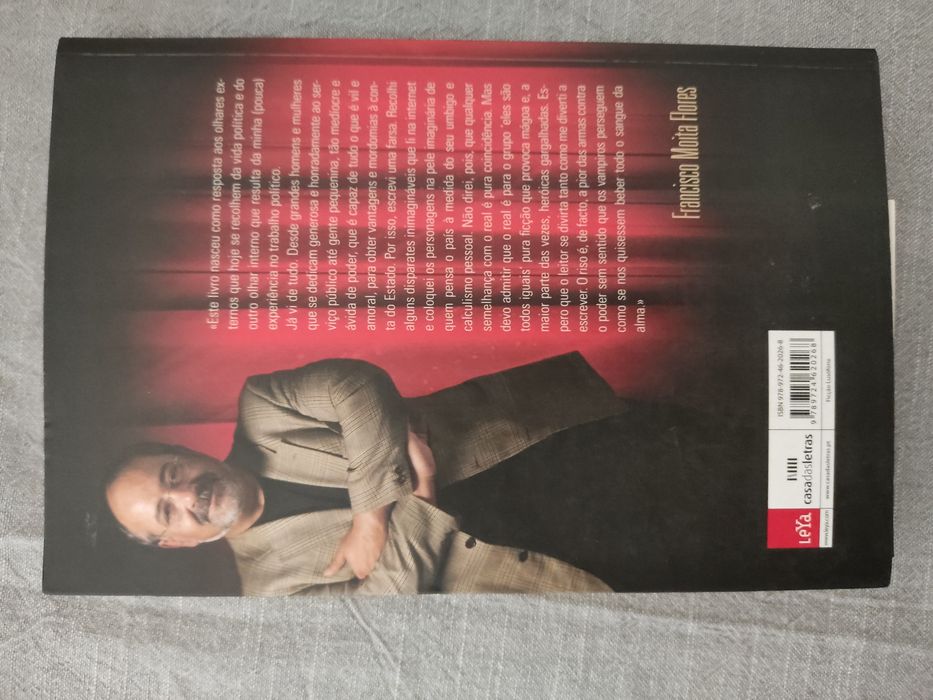 «Este livro nasceu como resposta aos olhares ex-
ternos que hoje se recolhem da vida política e do
outro olhar interno que resulta da minha (pouca)
experiência no trabalho político.
Já vi de tudo. Desde grandes homens e mulheres
que se dedicam generosa e honradamente ao ser-
viço público até gente pequenina, tão medíocre e
ávida de poder, que é capaz de tudo o que é vil e
amoral, para obter vantagens e mordomias à con-
ta do Estado. Por isso, escrevi uma farsa. Recolhi
alguns disparates inimagináveis que li na internet
e coloquei os personagens na pele imaginária de
quem pensa o país à medida do seu umbigo e
calculismo pessoal. Não direi, pois, que qualquer
semelhança com o real é pura coincidência. Mas
devo admitir que o real é para o grupo 'eles são
todos iguais' pura ficção que provoca mágoa e, a
maior parte das vezes, heroicas gargalhadas. Es-
pero que o leitor se divirta tanto como me diverti a
escrever. O riso é, de facto, a pior das armas contra
o poder sem sentido que os vampiros perseguem
como se nos quisessem beber todo o sangue da
alma.»
Francisco Moita Flores
LeYa
www.leya.com
casadasletras
www.casadasletras.pt
ISBN 978-972-46-2026-8
9 789724 620268
Ficção Lusófona